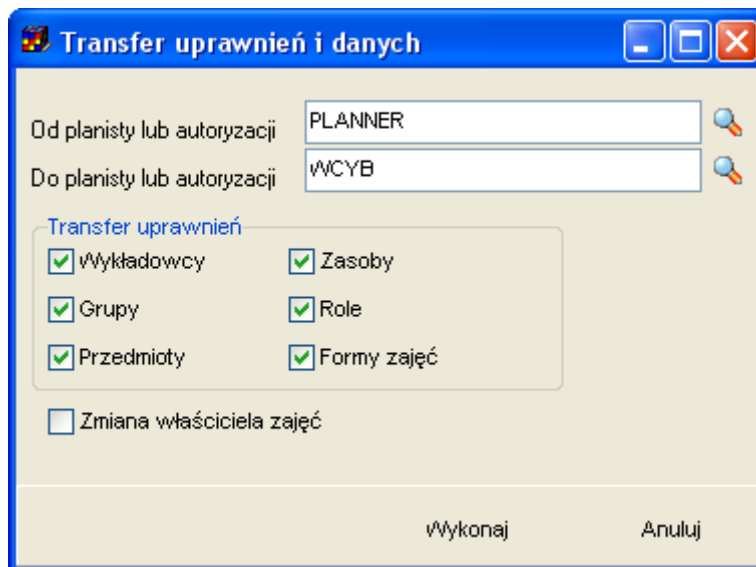 Transfer uprawnień i danych
Od planisty lub autoryzacji PLANNER
Do planisty lub autoryzacji WCYB
Transfer uprawnień
Wykładowcy Zasoby
Grupy Role
Przedmioty Formy zajęć
Zmiana właściciela zajęć
Wykonaj Anuluj